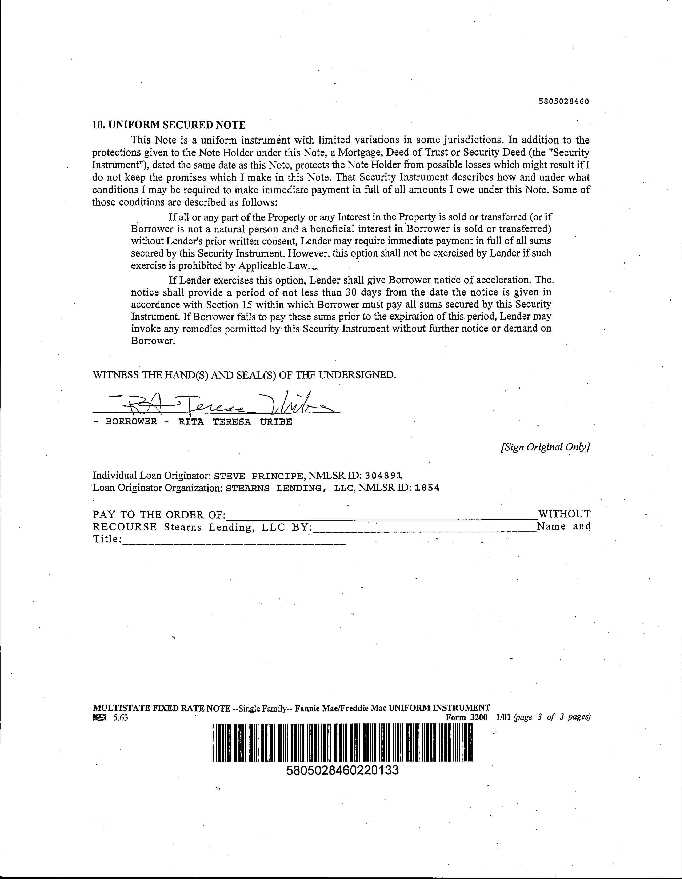 5805028460
10. UNIFORM SECURED NOTE
This Note is a uniform instrument with limited variations in some jurisdictions. In addition to the
protections given to the Note Holder under this Note, a Mortgage, Deed of Trust or Security Deed (the "Security
Instrument"), dated the same date as this Note, protects the Note Holder from possible losses which might result if I
do not keep the promises which I make in this Note. That Security Instrument describes how and under what
conditions I may be required to make immediate payment in full of all amounts I owe under this Note. Some of
those conditions are described as follows:
If all or any part of the Property or any Interest in the Property is sold or transferred (or if
Borrower is not a natural person and a beneficial interest in Borrower is sold or transferred)
without Lender's prior written consent, Lender may require immediate payment in full of all sums
secured by this Security Instrument. However, this option shall not be exercised by Lender if such
exercise is prohibited by Applicable Law.
If Lender exercises this option, Lender shall give Borrower notice of acceleration. The
notice shall provide a period of not less than 30 days from the date the notice is given in
accordance with Section 15 within which Borrower must pay all sums secured by this Security
Instrument. If Borrower fails to pay these sums prior to the expiration of this period, Lender may
invoke any remedies permitted by this Security Instrument without further notice or demand on
Borrower.
WITNESS THE HAND(S) AND SEAL(S) OF THE UNDERSIGNED.
Teresa Uribe
- BORROWER - RITA TERESA URIBE
[Sign Original Only]
Individual Loan Originator: STEVE PRINCIPE, NMLSR ID: 304891
Loan Originator Organization: STEARNS LENDING, LLC, NMLSR ID: 1854
PAY TO THE ORDER OF: WITHOUT
RECOURSE Stearns Lending, LLC BY: Name and
Title:
MULTISTATE FIXED RATE NOTE --Single Family-- Fannie Mae/Freddie Mac UNIFORM INSTRUMENT
5.63 Form 3200 1/01 (page 3 of 3 pages)
5805028460220133